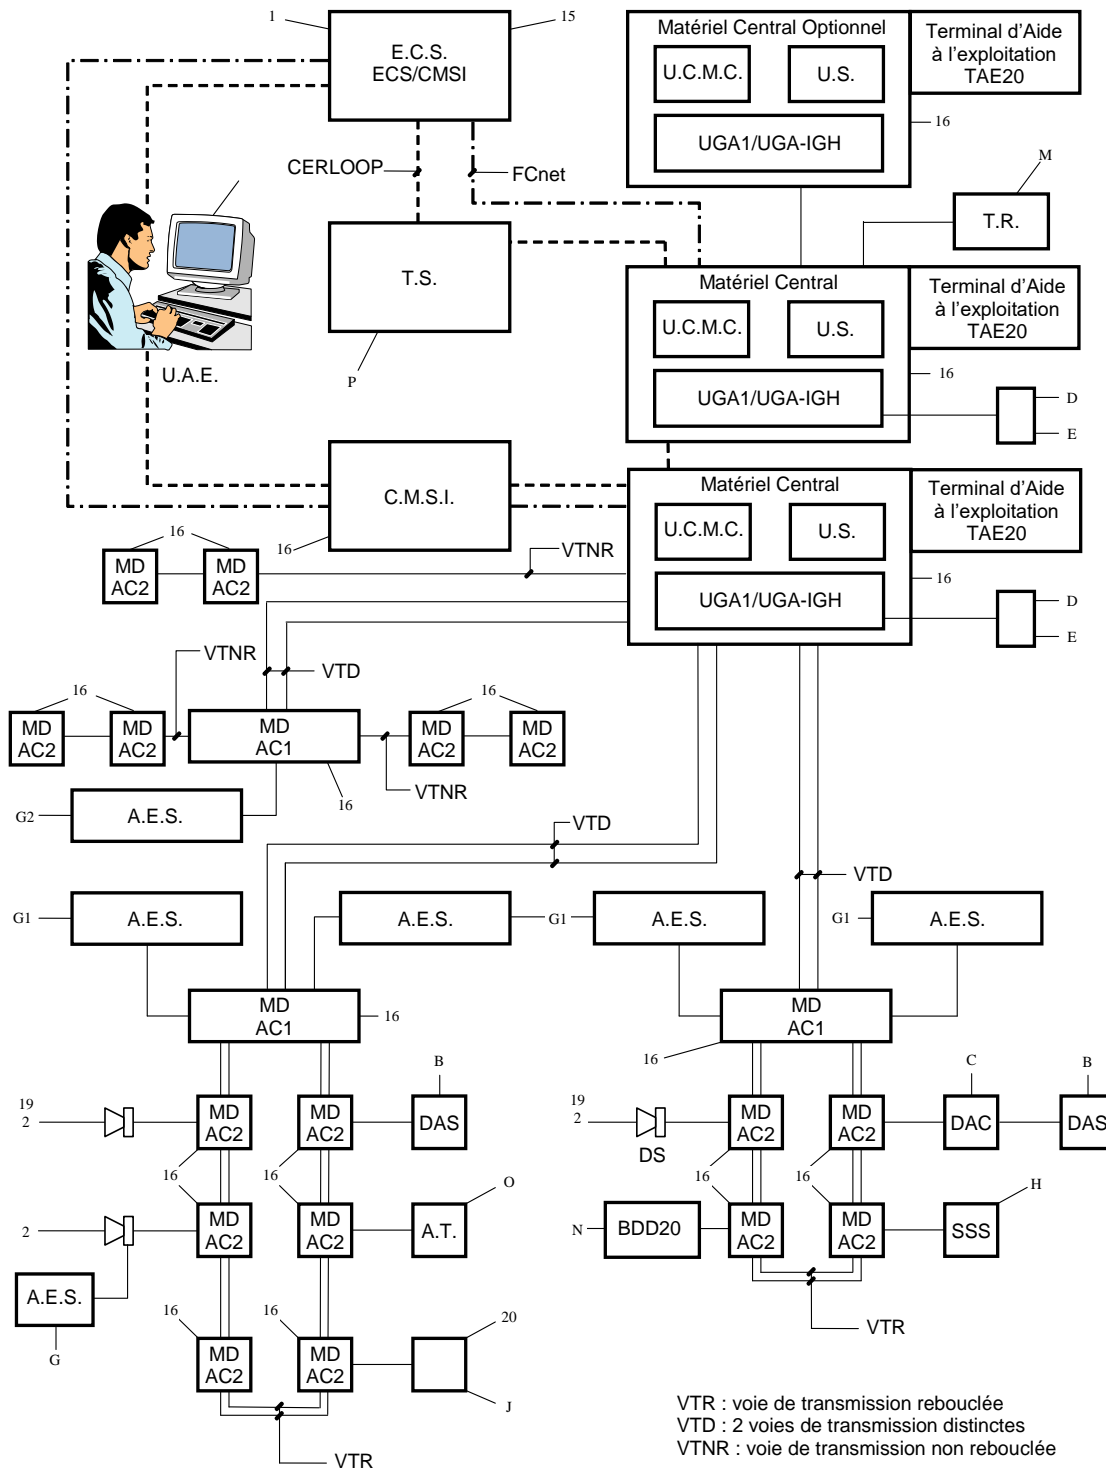 1
15
E.C.S.
ECS/CMSI
Matériel Central Optionnel
U.C.M.C.
U.S.
UGA1/UGA-IGH
Terminal d'Aide
à l'exploitation
TAE20
16
CERLOOP
FCnet
M
T.R.
T.S.
P
U.A.E.
Matériel Central
U.C.M.C.
U.S.
UGA1/UGA-IGH
Terminal d'Aide
à l'exploitation
TAE20
16
D
E
C.M.S.I.
16
Matériel Central
U.C.M.C.
U.S.
UGA1/UGA-IGH
Terminal d'Aide
à l'exploitation
TAE20
16
D
E
16
MD
AC2
MD
AC2
VTNR
VTNR
VTD
16
MD
AC2
MD
AC2
MD
AC1
16
16
MD
AC2
MD
AC2
VTNR
G2
A.E.S.
VTD
VTD
G1
A.E.S.
A.E.S.
G1
A.E.S.
G1
A.E.S.
MD
AC1
16
MD
AC1
16
19
2
MD
AC2
16
MD
AC2
16
B
DAS
19
2
DS
MD
AC2
16
MD
AC2
16
C
DAC
B
DAS
2
MD
AC2
MD
AC2
O
A.T.
N
BDD20
MD
AC2
MD
AC2
H
SSS
A.E.S.
G
16
MD
AC2
16
MD
AC2
20
J
VTR
VTR
VTR : voie de transmission rebouclée
VTD : 2 voies de transmission distinctes
VTNR : voie de transmission non rebouclée